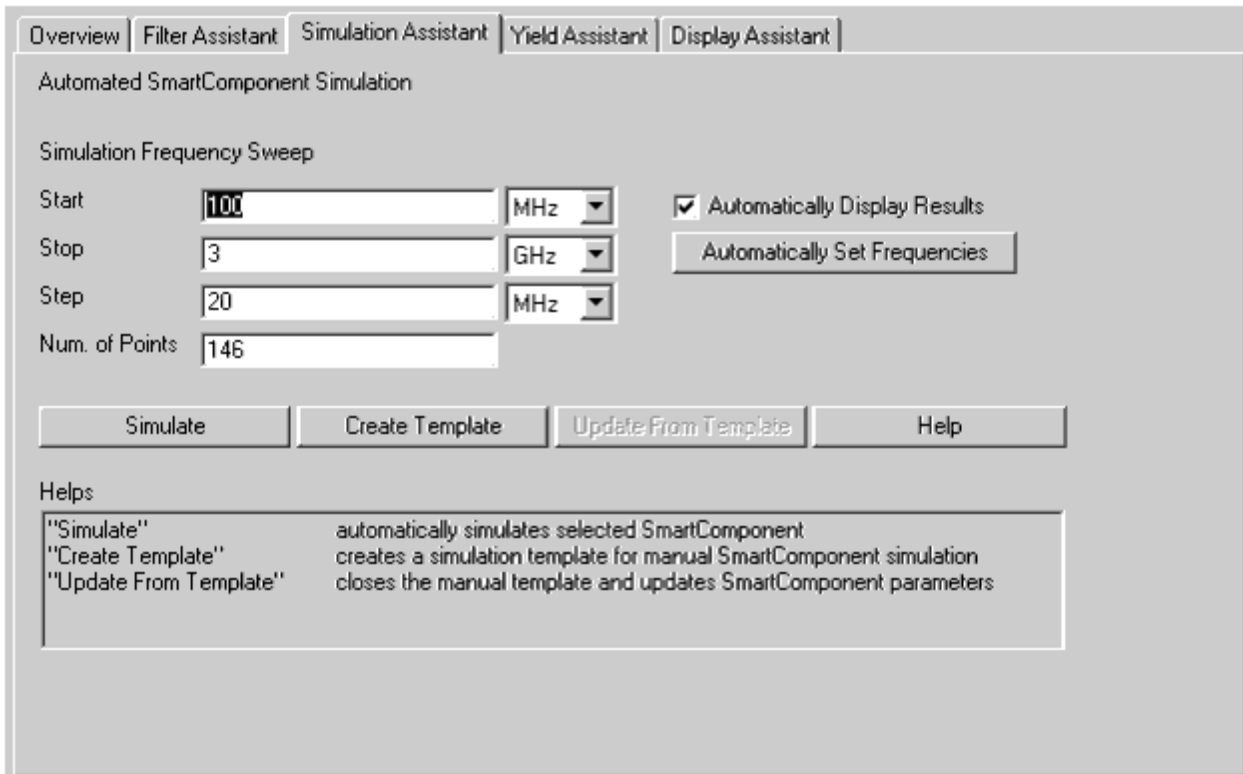 Overview Filter Assistant Simulation Assistant Yield Assistant Display Assistant
Automated SmartComponent Simulation
Simulation Frequency Sweep
Start 100 MHz Automatically Display Results
Stop 3 GHz Automatically Set Frequencies
Step 20 MHz
Num. of Points 146
Simulate Create Template Update From Template Help
Helps
"Simulate" automatically simulates selected SmartComponent
"Create Template" creates a simulation template for manual SmartComponent simulation
"Update From Template" closes the manual template and updates SmartComponent parameters